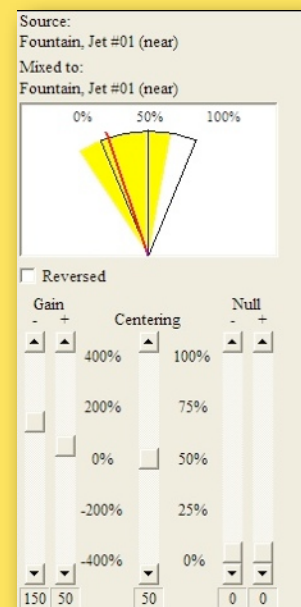 Source:
Fountain, Jet #01 (near)
Mixed to:
Fountain, Jet #01 (near)
0% 50% 100%
Reversed
Gain Null
- + Centering - +
400% 100%
200% 75%
0% 50%
-200% 25%
-400% 0%
150 50 50 0 0